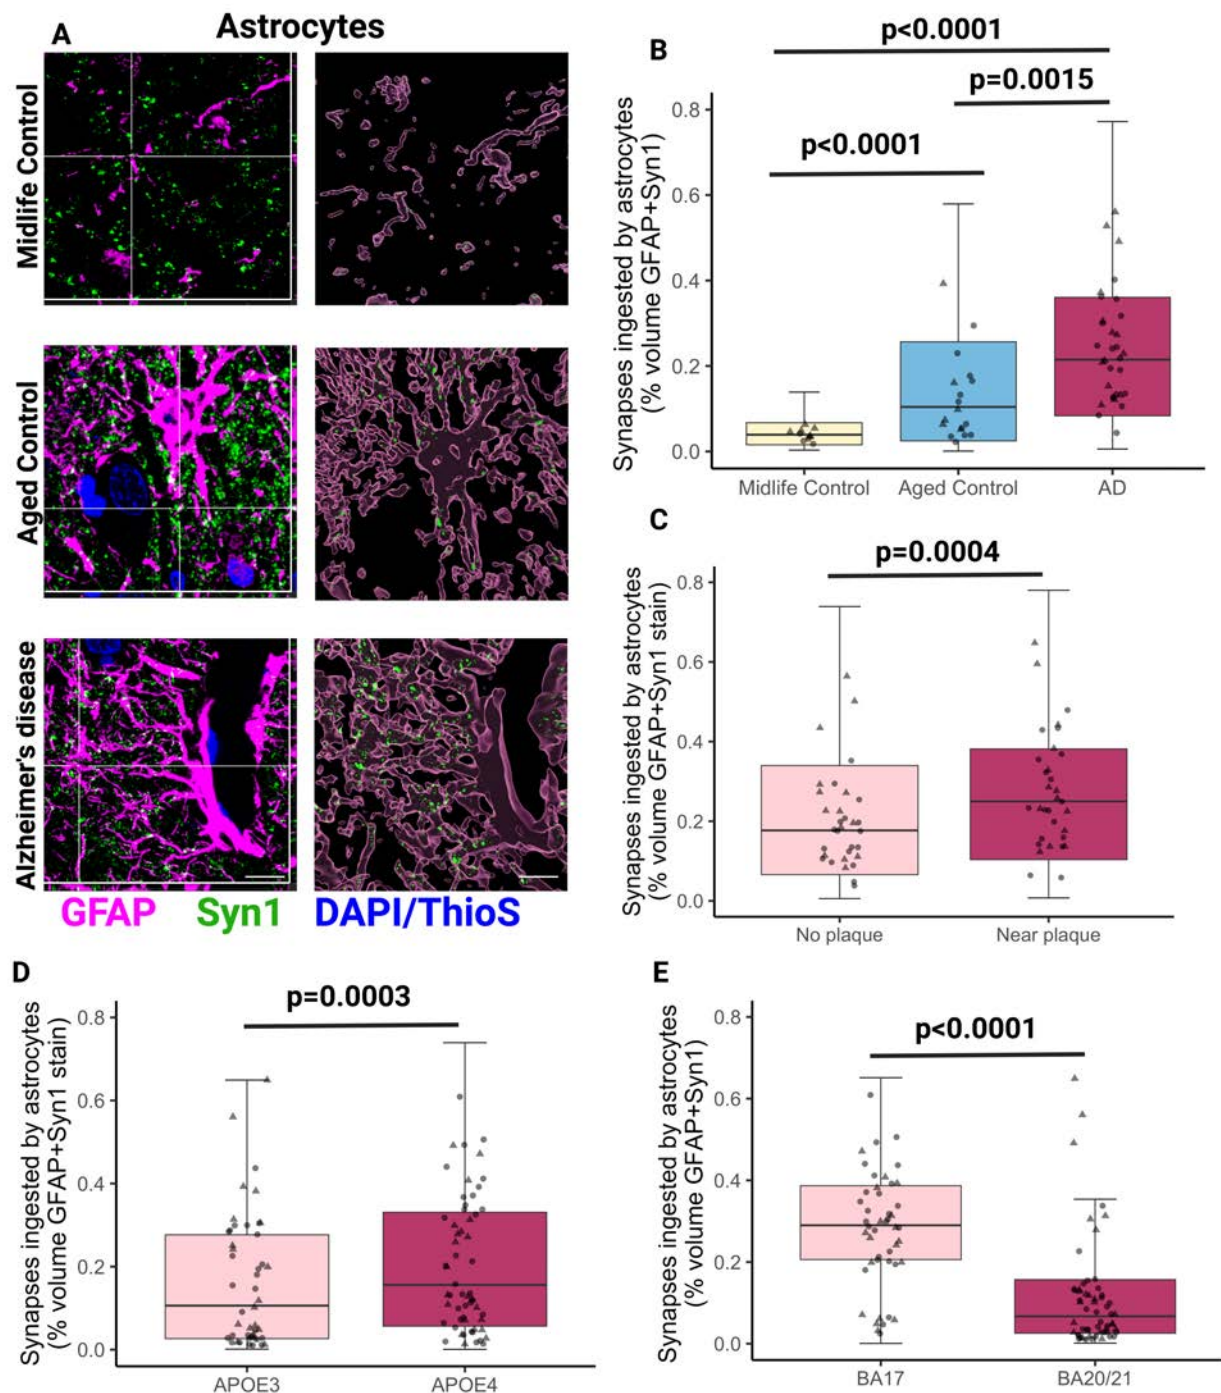 A
Astrocytes
Midlife Control
Aged Control
Alzheimer's disease
GFAP Syn1 DAPI/ThioS
B
p<0.0001
p=0.0015
p<0.0001
Synapses ingested by astrocytes
(% volume GFAP+Syn1)
0.8
0.6
0.4
0.2
0.0
Midlife Control Aged Control AD
C
p=0.0004
Synapses ingested by astrocytes
(% volume GFAP+Syn1 stain)
0.8
0.6
0.4
0.2
0.0
No plaque Near plaque
D
p=0.0003
Synapses ingested by astrocytes
(% volume GFAP+Syn1 stain)
0.8
0.6
0.4
0.2
0.0
APOE3 APOE4
E
p<0.0001
Synapses ingested by astrocytes
(% volume GFAP+Syn1)
0.8
0.6
0.4
0.2
0.0
BA17 BA20/21